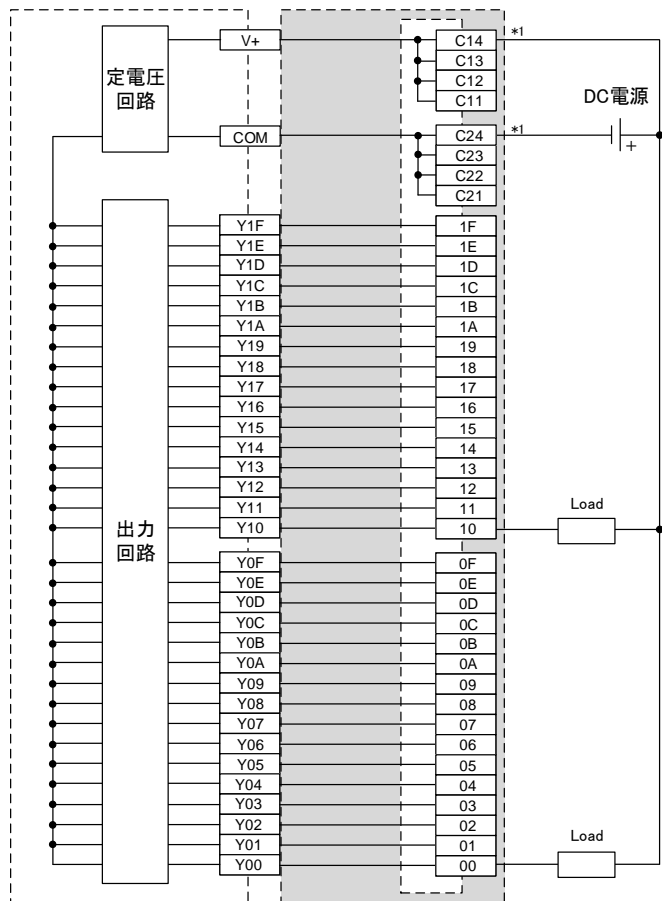 V+ C14 *1
定電圧
回路
C13
C12
C11
DC電源
COM C24 *1
+
C23
C22
C21
Y1F 1F
Y1E 1E
Y1D 1D
Y1C 1C
Y1B 1B
Y1A 1A
Y19 19
Y18 18
Y17 17
Y16 16
Y15 15
Y14 14
Y13 13
Y12 12
Y11 11
Y10 10 Load
出力
回路
Y0F 0F
Y0E 0E
Y0D 0D
Y0C 0C
Y0B 0B
Y0A 0A
Y09 09
Y08 08
Y07 07
Y06 06
Y05 05
Y04 04
Y03 03
Y02 02
Y01 01
Y00 00 Load